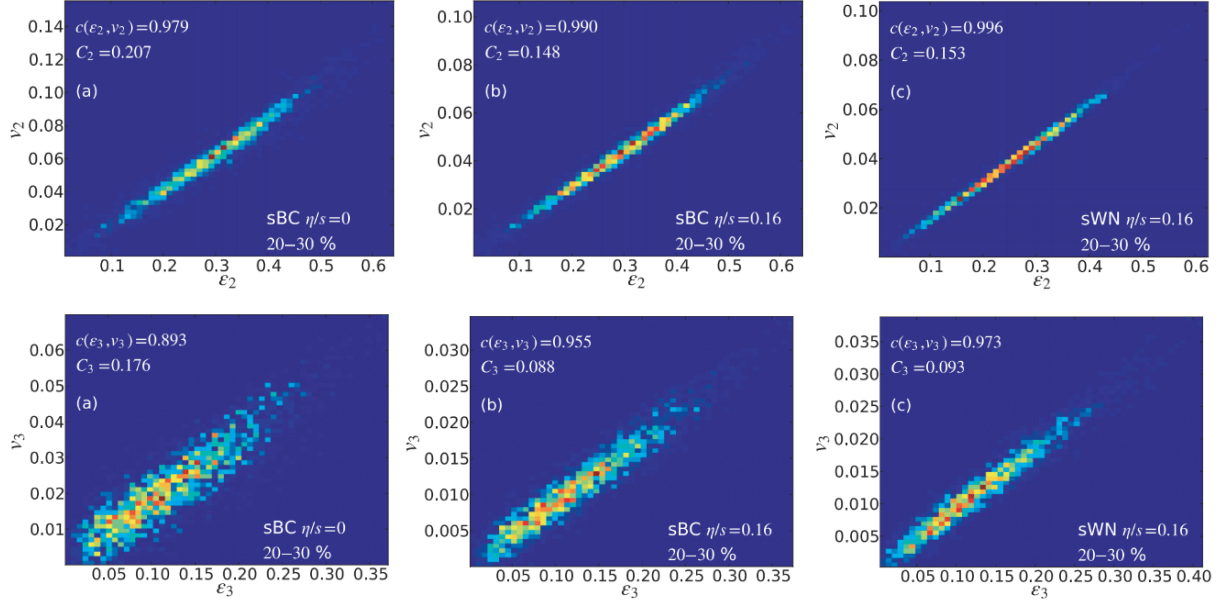 0.14
0.12
0.10
0.08
0.06
0.04
0.02
v₂
c(ε₂,v₂)=0.979
C₂=0.207
(a)
sBC η/s=0
20−30 %
0.1 0.2 0.3 0.4 0.5 0.6
ε₂
0.10
0.08
0.06
0.04
0.02
v₂
c(ε₂,v₂)=0.990
C₂=0.148
(b)
sBC η/s=0.16
20−30 %
0.1 0.2 0.3 0.4 0.5 0.6
ε₂
0.10
0.08
0.06
0.04
0.02
v₂
c(ε₂,v₂)=0.996
C₂=0.153
(c)
sWN η/s=0.16
20−30 %
0.1 0.2 0.3 0.4 0.5 0.6
ε₂
0.06
0.05
0.04
0.03
0.02
0.01
v₃
c(ε₃,v₃)=0.893
C₃=0.176
(a)
sBC η/s=0
20−30 %
0.05 0.10 0.15 0.20 0.25 0.30 0.35
ε₃
0.030
0.025
0.020
0.015
0.010
0.005
v₃
c(ε₃,v₃)=0.955
C₃=0.088
(b)
sBC η/s=0.16
20−30 %
0.05 0.10 0.15 0.20 0.25 0.30 0.35
ε₃
0.035
0.030
0.025
0.020
0.015
0.010
0.005
v₃
c(ε₃,v₃)=0.973
C₃=0.093
(c)
sWN η/s=0.16
20−30 %
0.05 0.10 0.15 0.20 0.25 0.30 0.35 0.40
ε₃